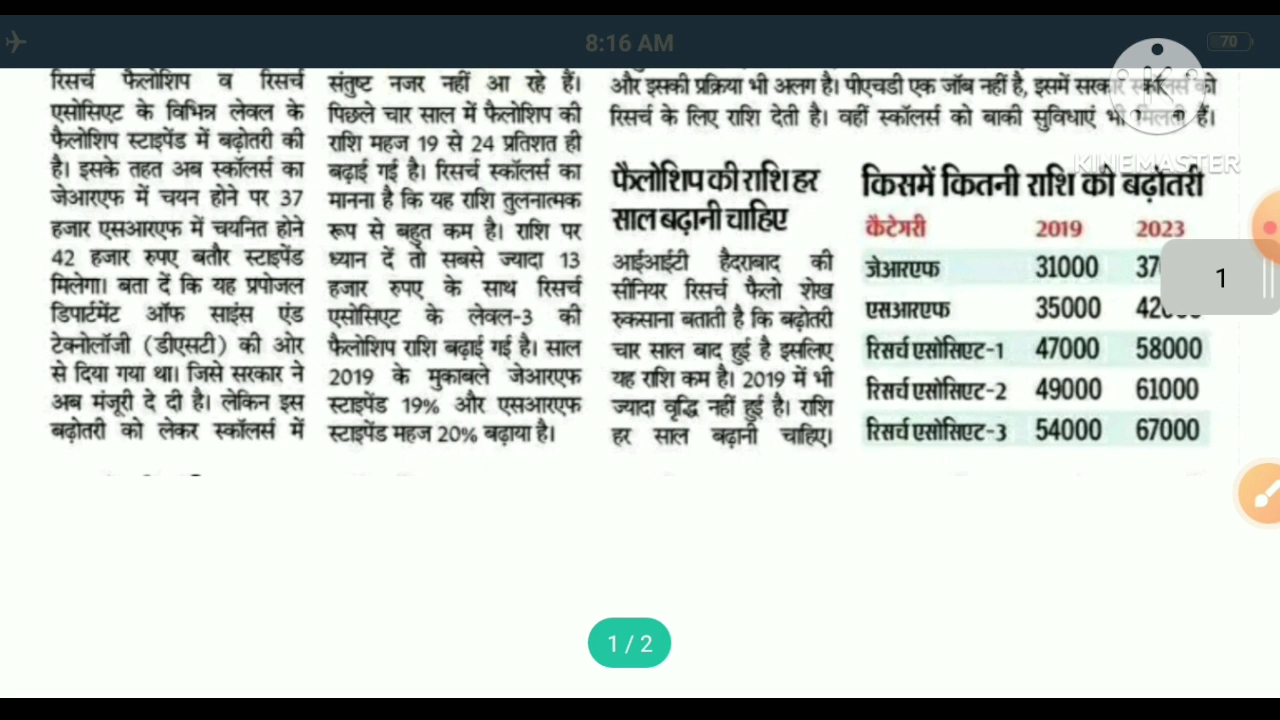 8:16 AM
70
रिसर्च फैलोशिप व रिसर्च
एसोसिएट के विभिन्न लेवल के
फैलोशिप स्टाइपेंड में बढ़ोतरी की
है। इसके तहत अब स्कॉलर्स का
जेआरएफ में चयन होने पर 37
हजार एसआरएफ में चयनित होने
42 हजार रुपए बतौर स्टाइपेंड
मिलेगा। बता दें कि यह प्रपोजल
डिपार्टमेंट ऑफ साइंस एंड
टेक्नोलॉजी (डीएसटी) की ओर
से दिया गया था। जिसे सरकार ने
अब मंजूरी दे दी है। लेकिन इस
बढ़ोतरी को लेकर स्कॉलर्स में
संतुष्ट नजर नहीं आ रहे हैं।
पिछले चार साल में फैलोशिप की
राशि महज 19 से 24 प्रतिशत ही
बढ़ाई गई है। रिसर्च स्कॉलर्स का
मानना है कि यह राशि तुलनात्मक
रूप से बहुत कम है। राशि पर
ध्यान दें तो सबसे ज्यादा 13
हजार रुपए के साथ रिसर्च
एसोसिएट के लेवल-3 की
फैलोशिप राशि बढ़ाई गई है। साल
2019 के मुकाबले जेआरएफ
स्टाइपेंड 19% और एसआरएफ
स्टाइपेंड महज 20% बढ़ाया है।
और इसकी प्रक्रिया भी अलग है। पीएचडी एक जॉब नहीं है, इसमें सरकार स्कॉलर्स को
रिसर्च के लिए राशि देती है। वहीं स्कॉलर्स को बाकी सुविधाएं भी मिलती हैं।
फैलोशिप की राशि हर
साल बढ़ानी चाहिए
आईआईटी हैदराबाद की
सीनियर रिसर्च फैलो शेख
रुकसाना बताती है कि बढ़ोतरी
चार साल बाद हुई है इसलिए
यह राशि कम है। 2019 में भी
ज्यादा वृद्धि नहीं हुई है। राशि
हर साल बढ़ानी चाहिए।
KINEMASTER
किसमें कितनी राशि की बढ़ोतरी
कैटेगरी 2019 2023
जेआरएफ 31000 37
एसआरएफ 35000 42
रिसर्च एसोसिएट-1 47000 58000
रिसर्च एसोसिएट-2 49000 61000
रिसर्च एसोसिएट-3 54000 67000
1
1 / 2